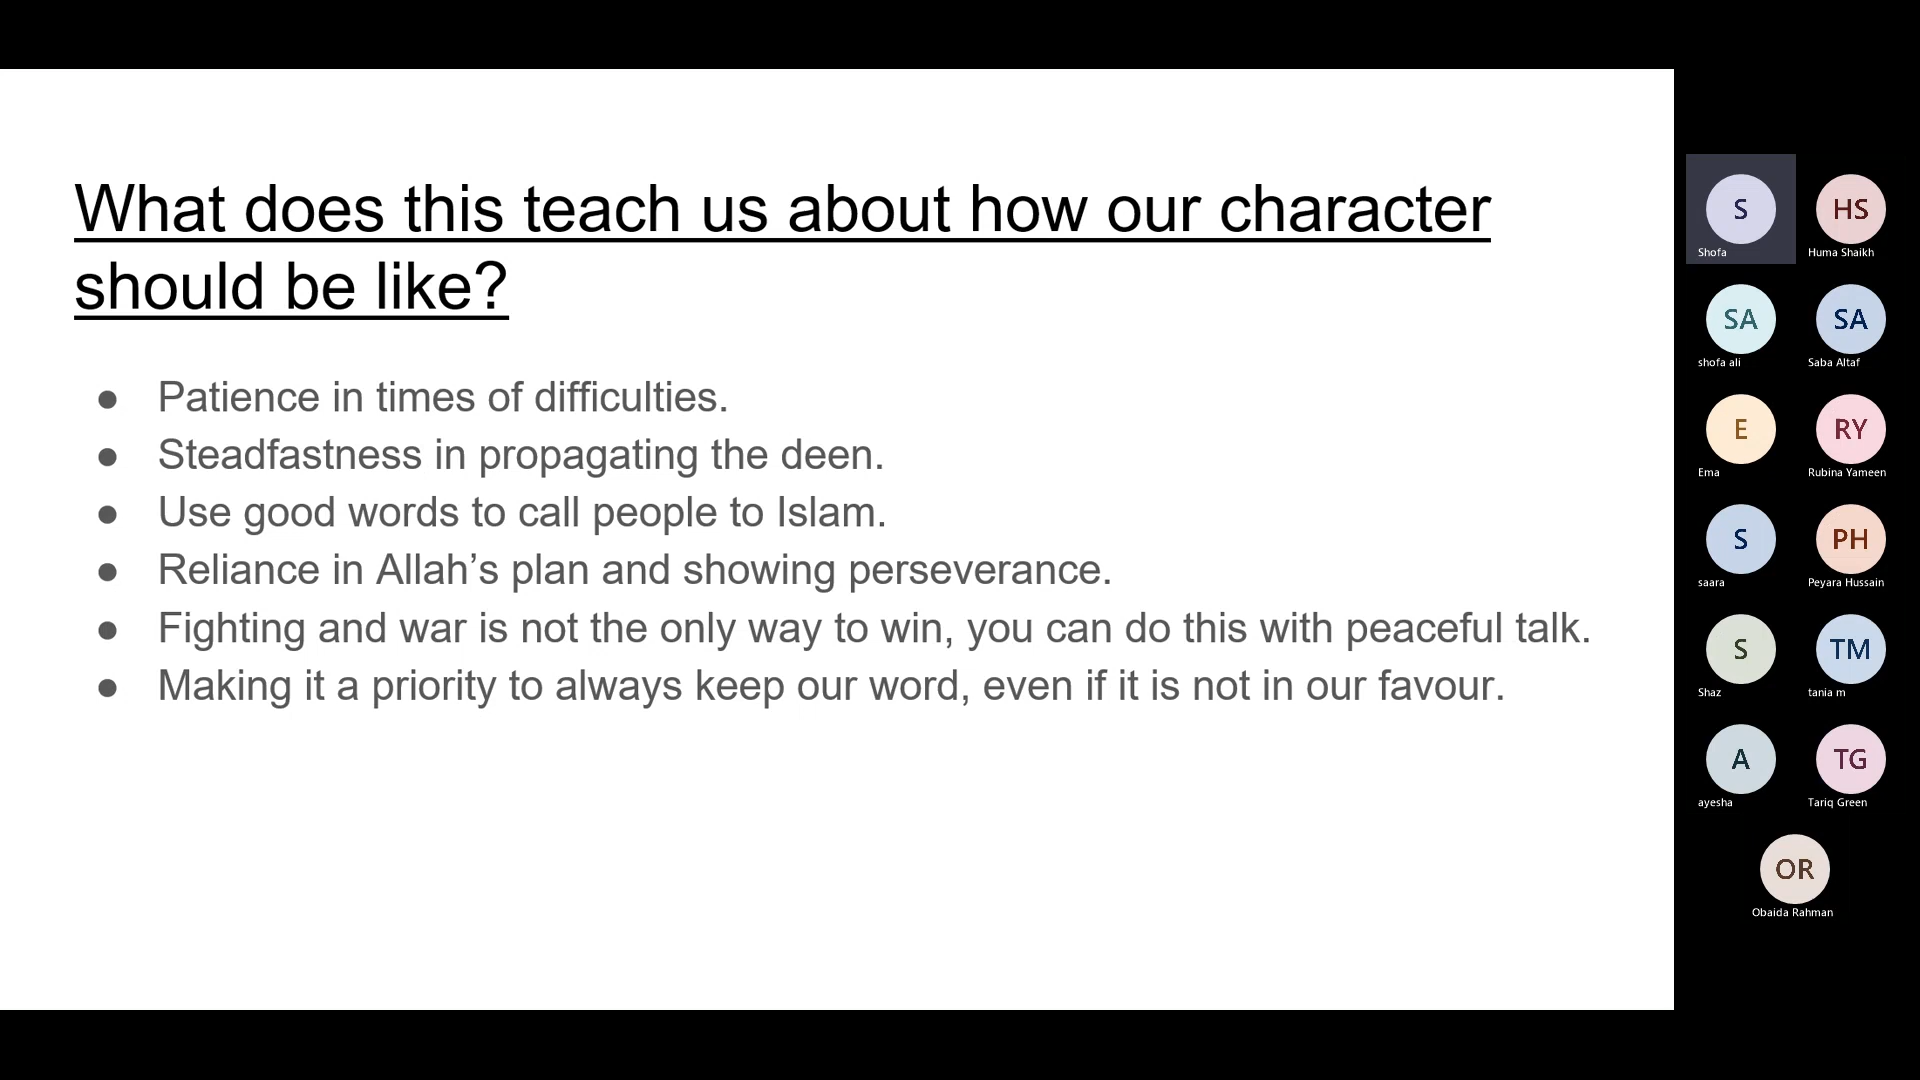 What does this teach us about how our character
should be like?
● Patience in times of difficulties.
● Steadfastness in propagating the deen.
● Use good words to call people to Islam.
● Reliance in Allah’s plan and showing perseverance.
● Fighting and war is not the only way to win, you can do this with peaceful talk.
● Making it a priority to always keep our word, even if it is not in our favour.
S
Shofa
HS
Huma Shaikh
SA
shofa ali
SA
Saba Altaf
E
Ema
RY
Rubina Yameen
S
saara
PH
Peyara Hussain
S
Shaz
TM
tania m
A
ayesha
TG
Tariq Green
OR
Obaida Rahman